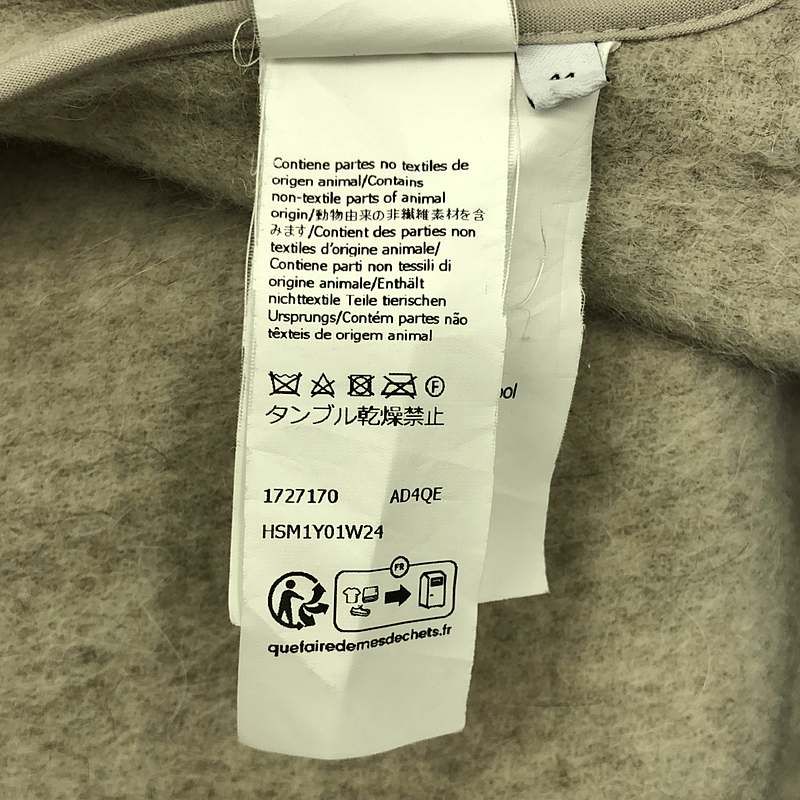 Contiene partes no textiles de
origen animal/Contains
non-textile parts of animal
origin/動物由来の非繊維素材を含
みます/Contient des parties non
textiles d'origine animale/
Contiene parti non tessili di
origine animale/Enthält
nichttextile Teile tierischen
Ursprungs/Contém partes não
têxteis de origem animal
F
タンブル乾燥禁止
1727170 AD4QE
HSM1Y01W24
FR
quefairedemesdechets.fr